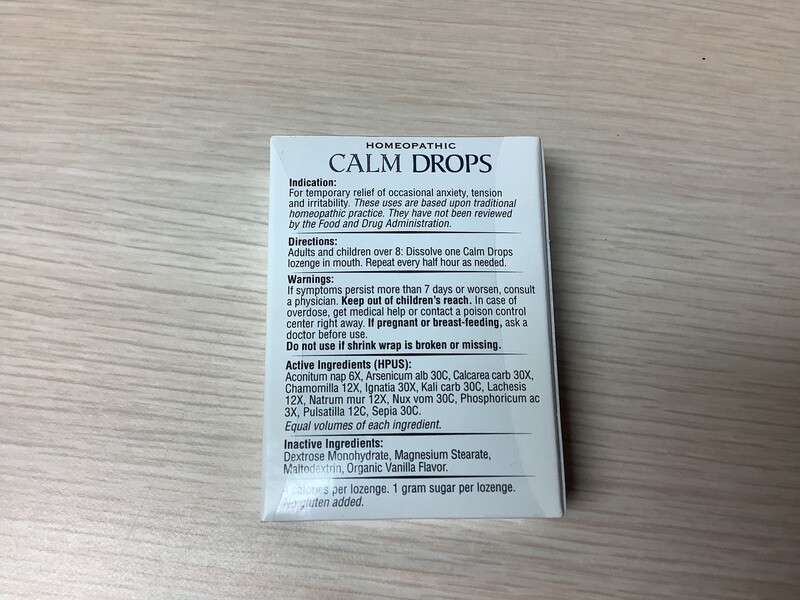 HOMEOPATHIC
CALM DROPS
Indication:
For temporary relief of occasional anxiety, tension
and irritability. These uses are based upon traditional
homeopathic practice. They have not been reviewed
by the Food and Drug Administration.
Directions:
Adults and children over 8: Dissolve one Calm Drops
lozenge in mouth. Repeat every half hour as needed.
Warnings:
If symptoms persist more than 7 days or worsen, consult
a physician. Keep out of children's reach. In case of
overdose, get medical help or contact a poison control
center right away. If pregnant or breast-feeding, ask a
doctor before use.
Do not use if shrink wrap is broken or missing.
Active Ingredients (HPUS):
Aconitum nap 6X, Arsenicum alb 30C, Calcarea carb 30X,
Chamomilla 12X, Ignatia 30X, Kali carb 30C, Lachesis
12X, Natrum mur 12X, Nux vom 30C, Phosphoricum ac
3X, Pulsatilla 12C, Sepia 30C.
Equal volumes of each ingredient.
Inactive Ingredients:
Dextrose Monohydrate, Magnesium Stearate,
Maltodextrin, Organic Vanilla Flavor.
calories per lozenge. 1 gram sugar per lozenge.
No gluten added.